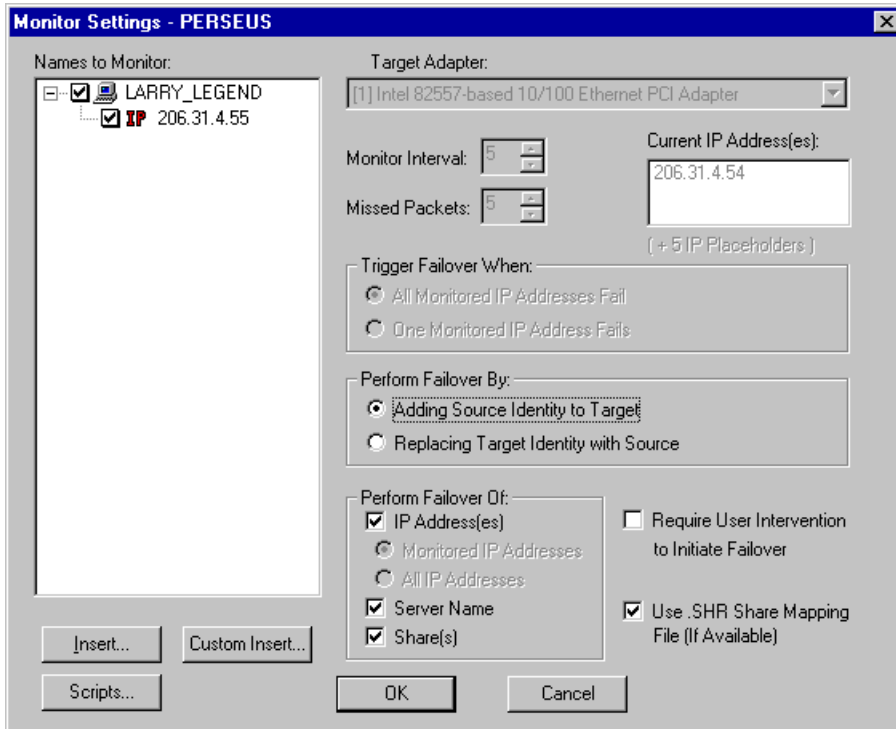 Monitor Settings - PERSEUS
Names to Monitor:
LARRY_LEGEND
IP 206.31.4.55
Insert...
Custom Insert...
Scripts...
Target Adapter:
[1] Intel 82557-based 10/100 Ethernet PCI Adapter
Monitor Interval: 5
Missed Packets: 5
Current IP Address(es):
206.31.4.54
( + 5 IP Placeholders )
Trigger Failover When:
All Monitored IP Addresses Fail
One Monitored IP Address Fails
Perform Failover By:
Adding Source Identity to Target
Replacing Target Identity with Source
Perform Failover Of:
IP Address(es)
Monitored IP Addresses
All IP Addresses
Server Name
Share(s)
Require User Intervention
to Initiate Failover
Use .SHR Share Mapping
File (If Available)
OK
Cancel